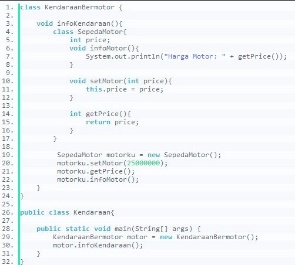 1. class KendaraanBermotor {
2.
3. void infoKendaraan(){
4. class SepedaMotor{
5. int price;
6. void infoMotor(){
7. System.out.println("Harga Motor: " + getPrice());
8. }
9.
10. void setMotor(int price){
11. this.price = price;
12. }
13.
14. int getPrice(){
15. return price;
16. }
17. }
18.
19. SepedaMotor motorku = new SepedaMotor();
20. motorku.setMotor(25000000);
21. motorku.getPrice();
22. motorku.infoMotor();
23. }
24. }
25.
26. public class Kendaraan{
27.
28. public static void main(String[] args) {
29. KendaraanBermotor motor = new KendaraanBermotor();
30. motor.infoKendaraan();
31. }
32. }